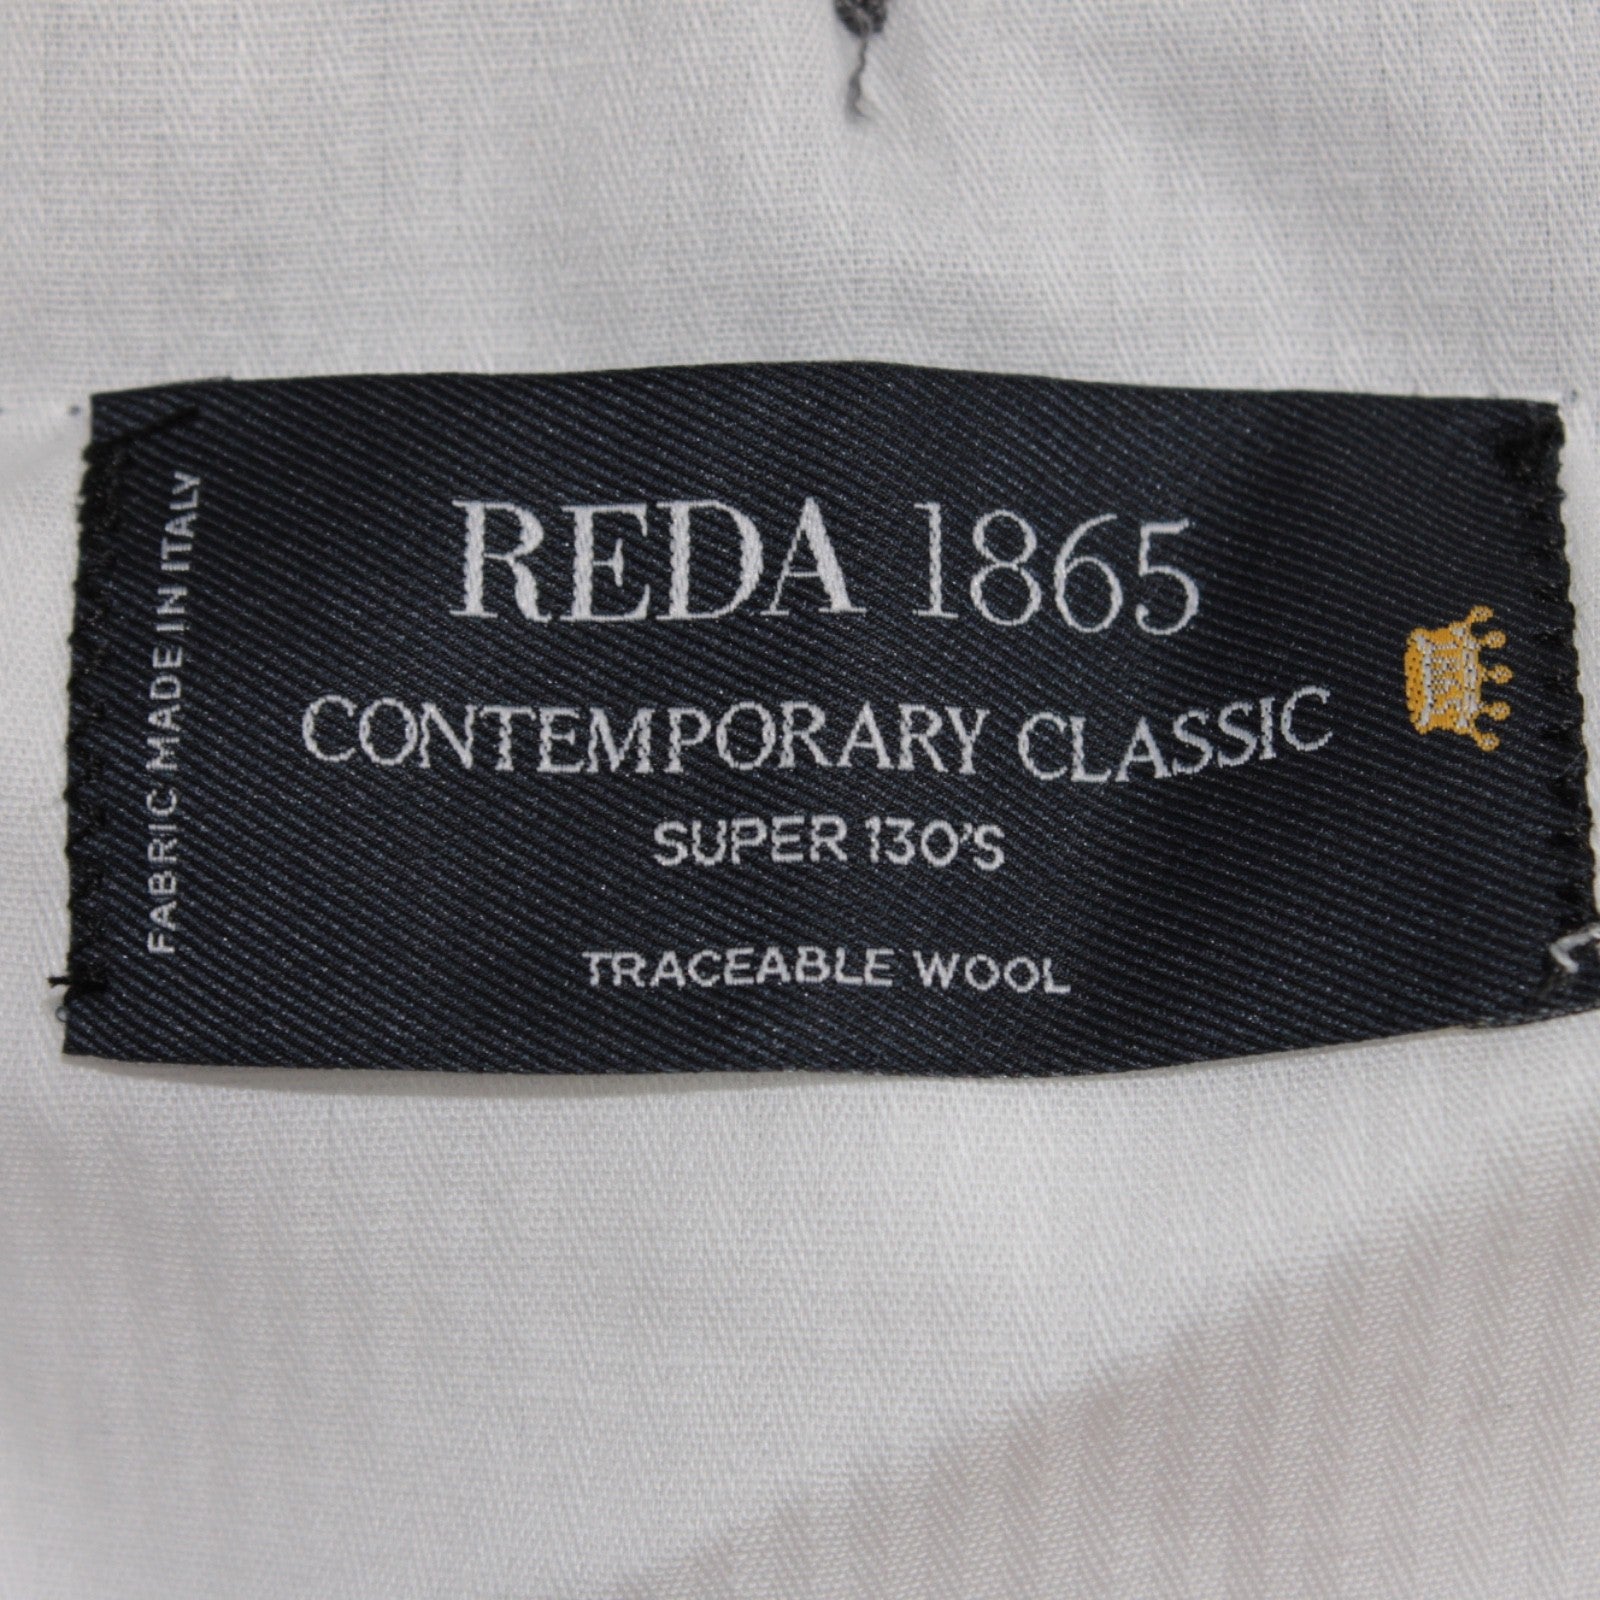 FABRIC MADE IN ITALY
REDA 1865
CONTEMPORARY CLASSIC
SUPER 130'S
TRACEABLE WOOL